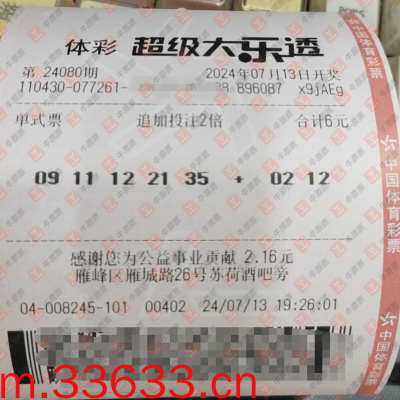 体彩 超级大乐透
第 24080期 2024年07月13日开奖
110430-077261- 896087 x9jAEg
单式票 追加投注2倍 合计6元
09 11 12 21 35 + 02 12
感谢您为公益事业贡献 2.16元
雁峰区雁城路26号苏荷酒吧旁
04-008245-101 00402 24/07/13 19:26:01
中国体育彩票
中国体育彩票
m.33633.cn